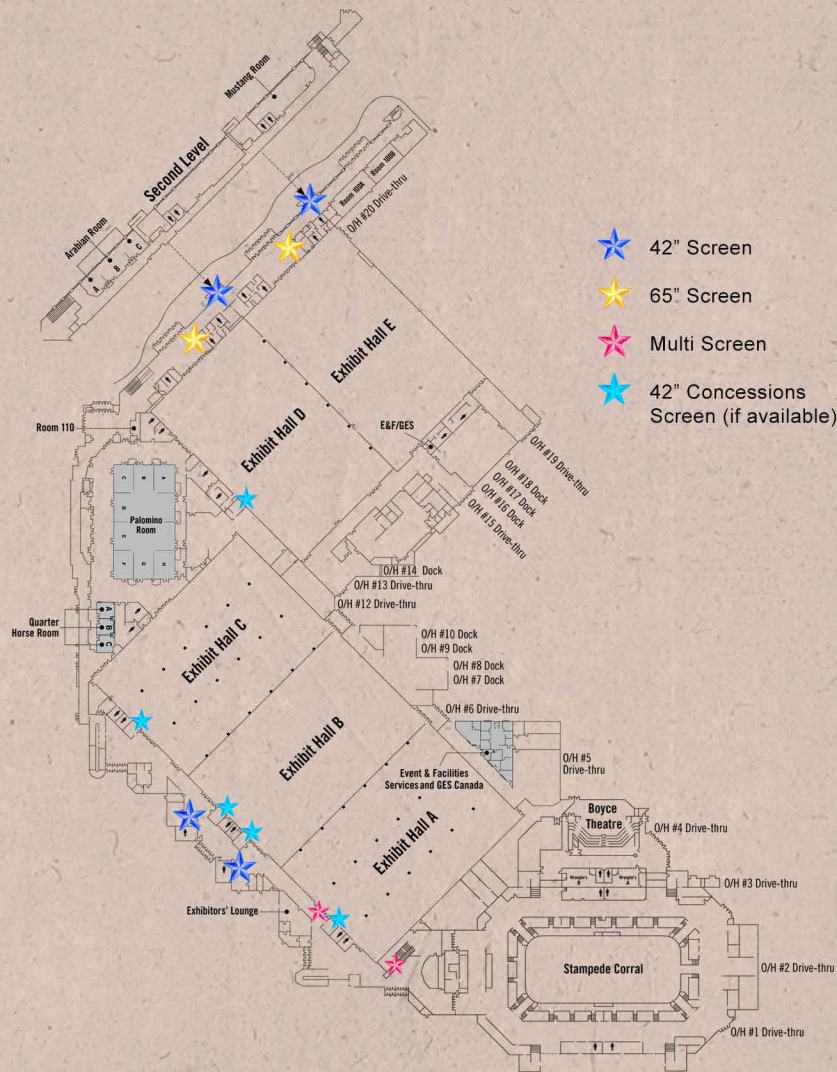 Mustang Room
Second Level
Arabian Room
A
B
C
Room 100A
Room 100B
O/H #20 Drive-thru
42” Screen
65” Screen
Multi Screen
42” Concessions
Screen (if available)
Exhibit Hall E
Exhibit Hall D
E&F/GES
O/H #19 Drive-thru
O/H #18 Dock
O/H #17 Dock
O/H #16 Dock
O/H #15 Drive-thru
Room 110
C
B
A
D
Palomino
Room
E
F
G
H
O/H #14 Dock
O/H #13 Drive-thru
O/H #12 Drive-thru
Quarter
Horse Room
A
B
C
Exhibit Hall C
O/H #10 Dock
O/H #9 Dock
O/H #8 Dock
O/H #7 Dock
O/H #6 Drive-thru
Exhibit Hall B
Event & Facilities
Services and GES Canada
O/H #5
Drive-thru
Exhibit Hall A
Boyce
Theatre
O/H #4 Drive-thru
Wrangler's
B
Wrangler's
A
O/H #3 Drive-thru
Exhibitors' Lounge
Stampede Corral
O/H #2 Drive-thru
O/H #1 Drive-thru